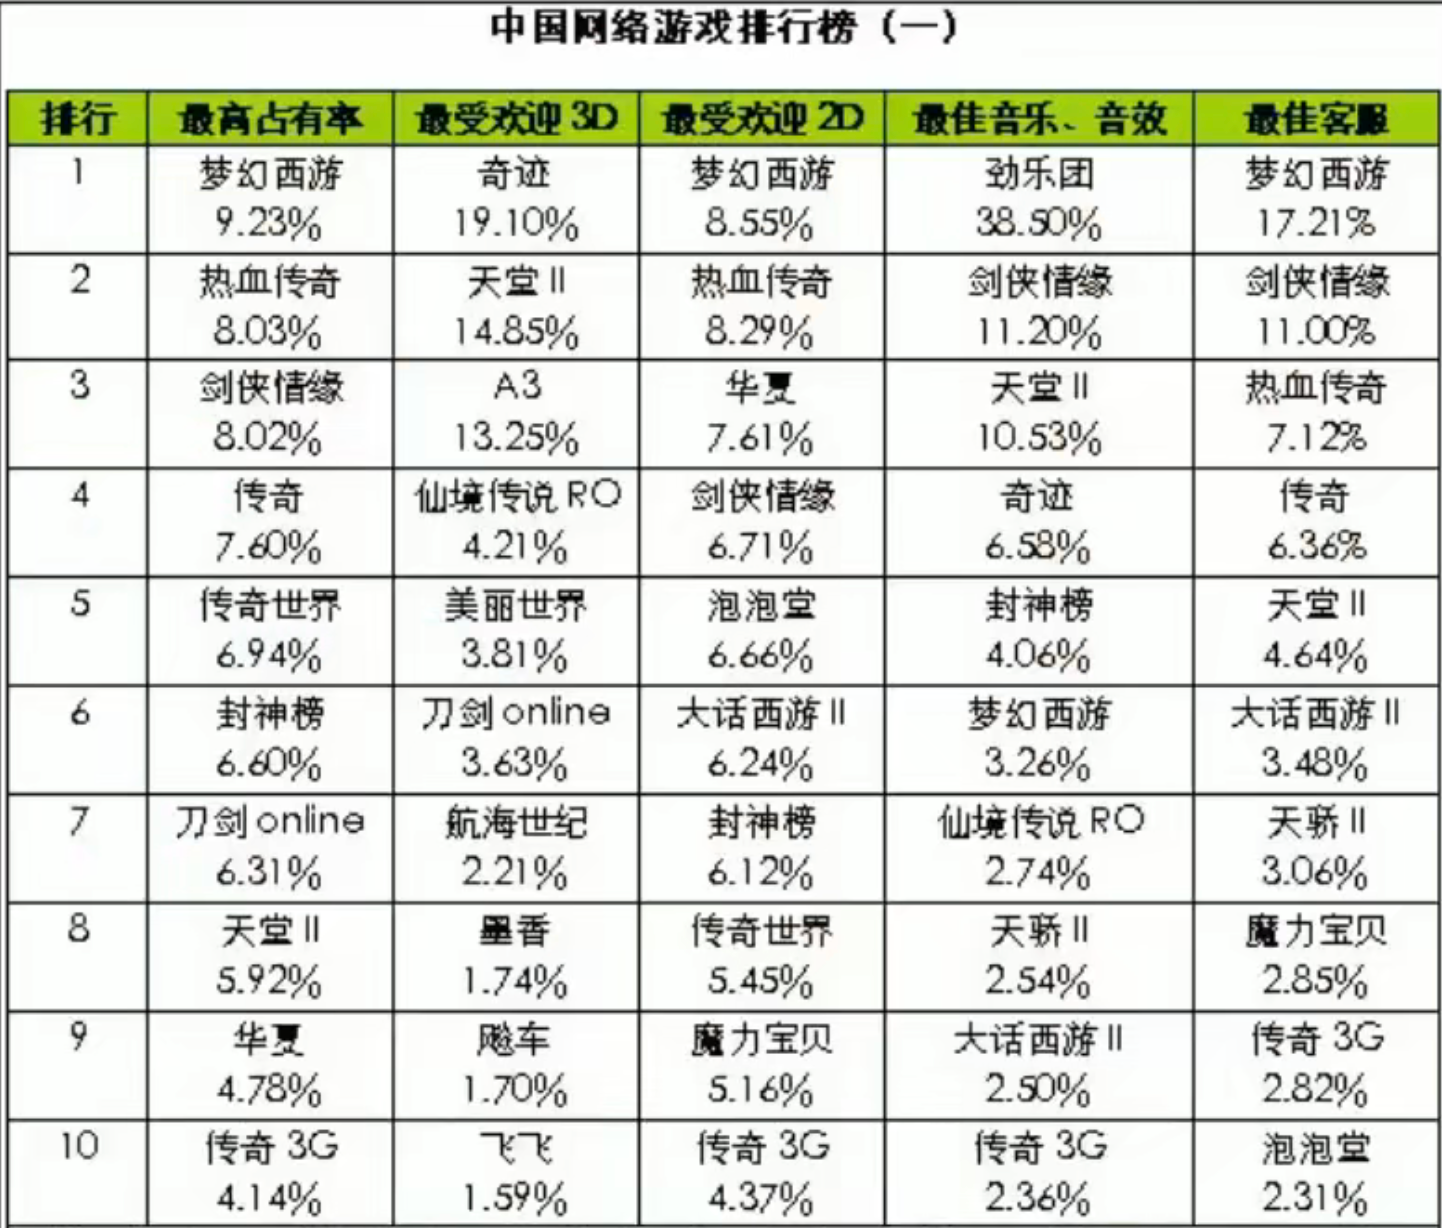 中国网络游戏排行榜（一）
排行 最高占有率 最受欢迎 3D 最受欢迎 2D 最佳音乐、音效 最佳客服
1 梦幻西游 奇迹 梦幻西游 劲乐团 梦幻西游
9.23% 19.10% 8.55% 38.50% 17.21%
2 热血传奇 天堂 II 热血传奇 剑侠情缘 剑侠情缘
8.03% 14.85% 8.29% 11.20% 11.00%
3 剑侠情缘 A3 华夏 天堂 II 热血传奇
8.02% 13.25% 7.61% 10.53% 7.12%
4 传奇 仙境传说 RO 剑侠情缘 奇迹 传奇
7.60% 4.21% 6.71% 6.58% 6.36%
5 传奇世界 美丽世界 泡泡堂 封神榜 天堂 II
6.94% 3.81% 6.66% 4.06% 4.64%
6 封神榜 刀剑 online 大话西游 II 梦幻西游 大话西游 II
6.60% 3.63% 6.24% 3.26% 3.48%
7 刀剑 online 航海世纪 封神榜 仙境传说 RO 天骄 II
6.31% 2.21% 6.12% 2.74% 3.06%
8 天堂 II 墨香 传奇世界 天骄 II 魔力宝贝
5.92% 1.74% 5.45% 2.54% 2.85%
9 华夏 飚车 魔力宝贝 大话西游 II 传奇 3G
4.78% 1.70% 5.16% 2.50% 2.82%
10 传奇 3G 飞飞 传奇 3G 传奇 3G 泡泡堂
4.14% 1.59% 4.37% 2.36% 2.31%